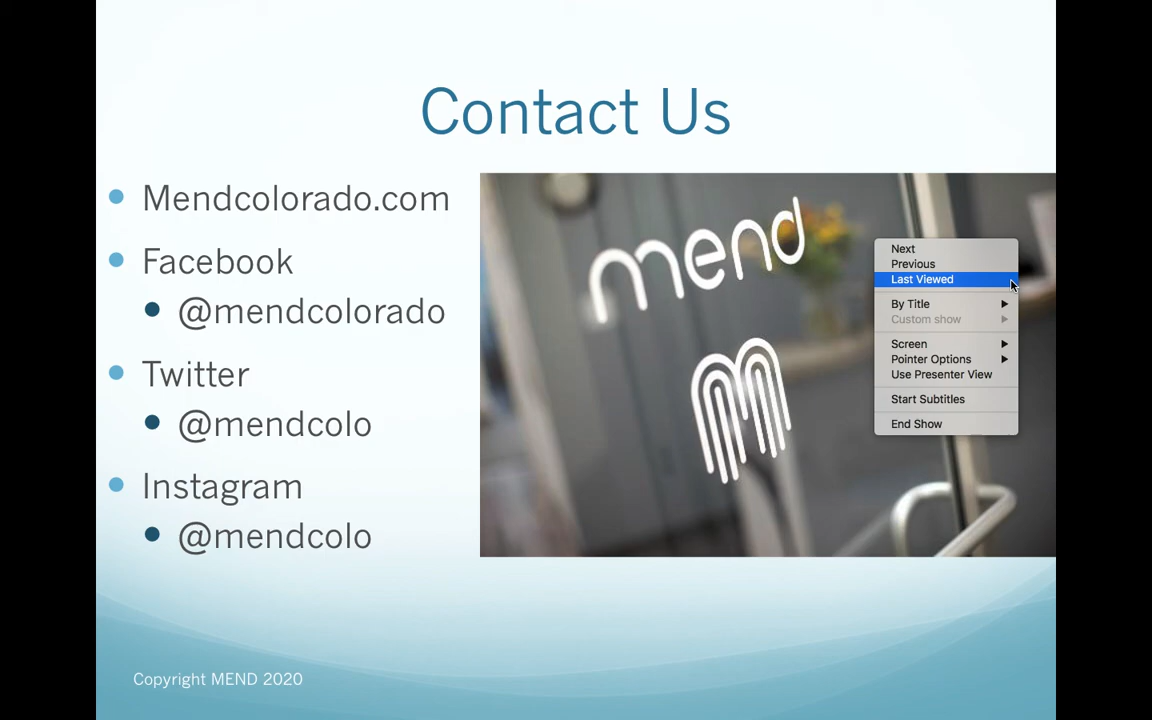 Contact Us
Mendcolorado.com
Facebook
@mendcolorado
Twitter
@mendcolo
Instagram
@mendcolo
mend
M
Next
Previous
Last Viewed
By Title
Custom show
Screen
Pointer Options
Use Presenter View
Start Subtitles
End Show
Copyright MEND 2020